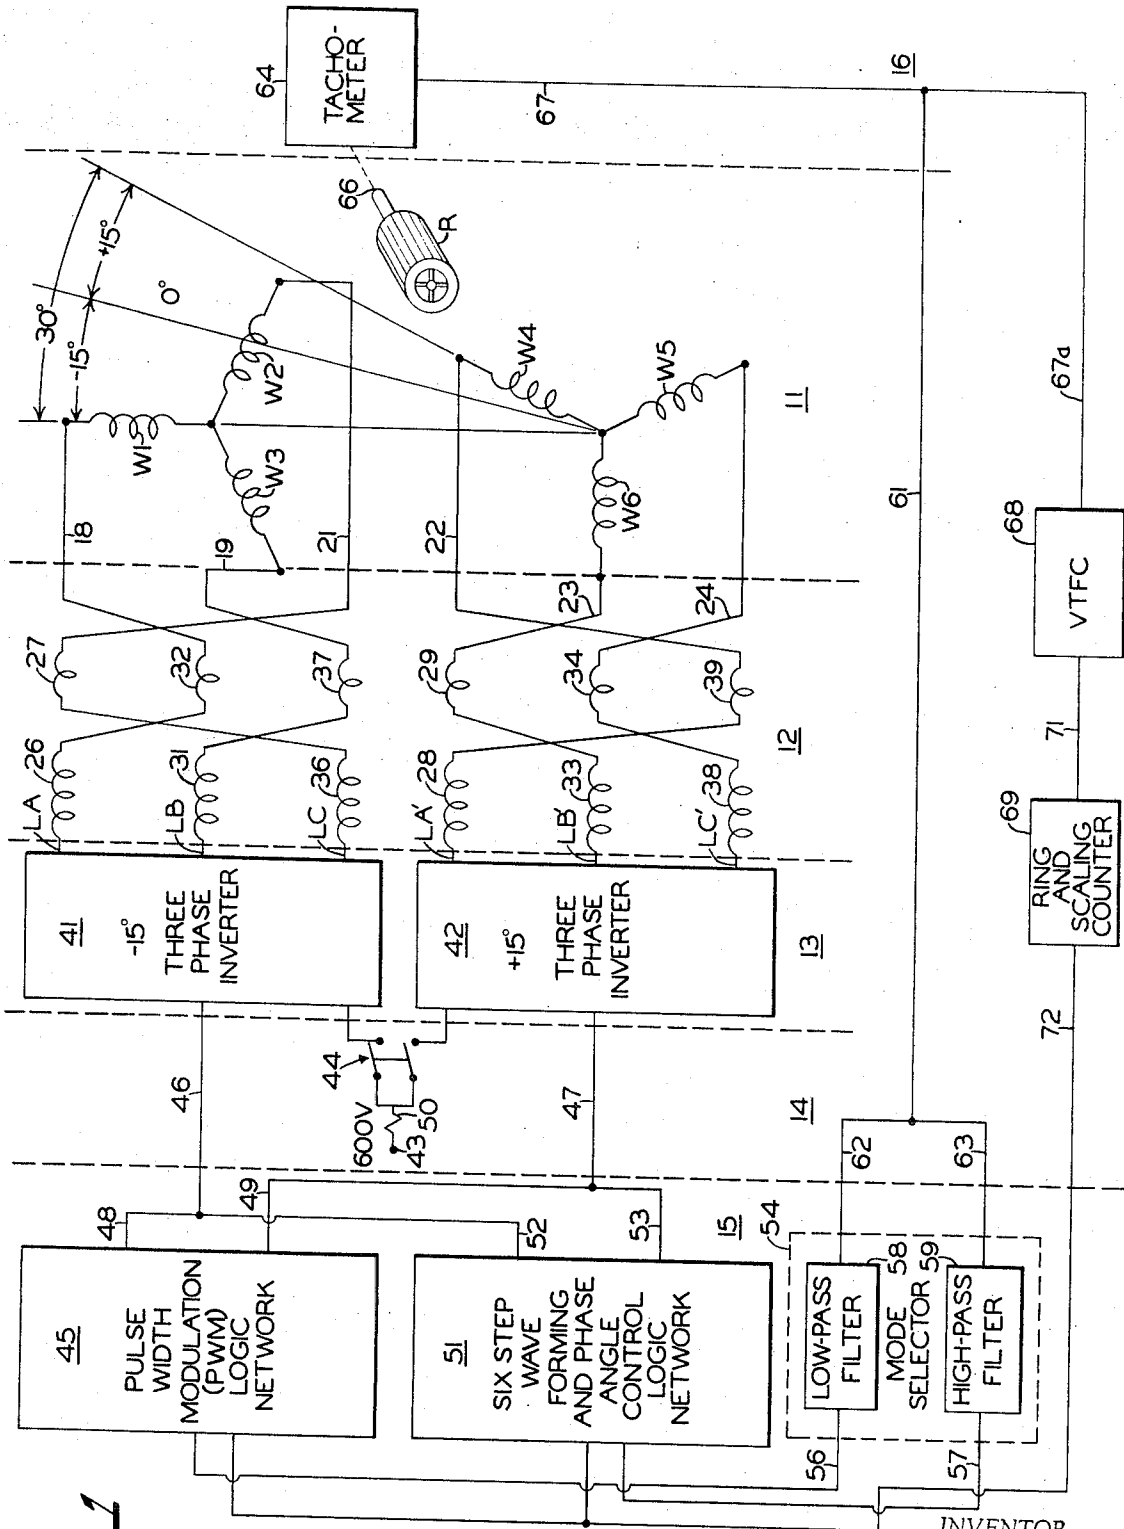 1
45
PULSE
WIDTH
MODULATION
(PWM)
LOGIC
NETWORK
48
49
46
41
-15°
THREE
PHASE
INVERTER
LA
LB
LC
26
31
36
27
32
37
18
19
21
W1
W2
W3
30°
-15°
+15°
0°
64
TACHO-
METER
66
R
67
16
51
SIX STEP
WAVE
FORMING
AND PHASE
ANGLE
CONTROL
LOGIC
NETWORK
52
53
15
600V
44
43
50
47
14
42
+15°
THREE
PHASE
INVERTER
13
LA'
LB'
LC'
28
33
38
12
29
34
39
22
23
24
W4
W5
W6
11
54
58
LOW-PASS
FILTER
MODE
SELECTOR
59
HIGH-PASS
FILTER
56
57
62
63
61
72
69
RING
AND
SCALING
COUNTER
71
68
VTFC
67a
INVENTOR